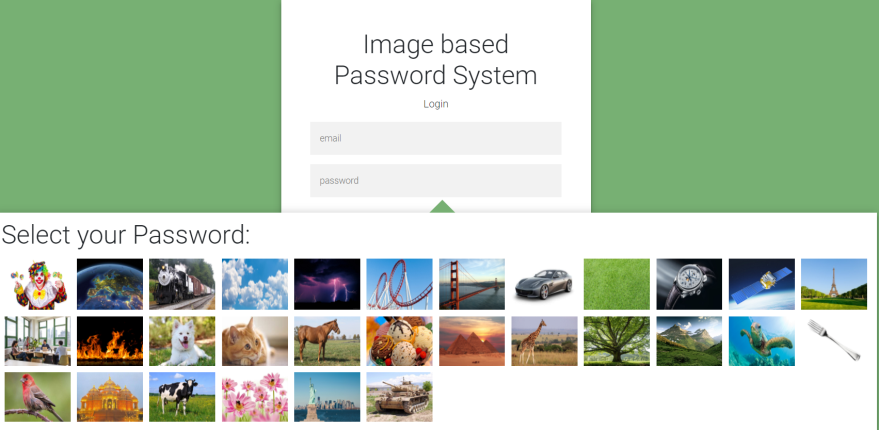 Image based
Password System
Login
email
password
Select your Password: